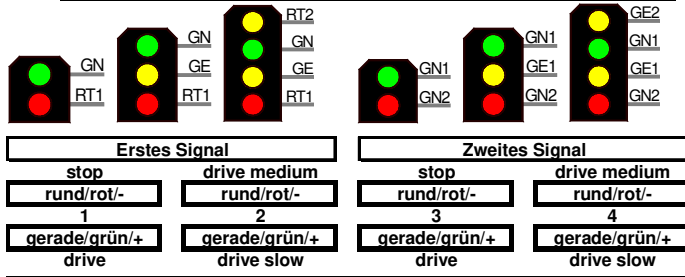 RT2 GE2
GN GN GN1 GN1
GN GE GE GN1 GE1 GE1
RT1 RT1 RT1 GN2 GN2 GN2
Erstes Signal Zweites Signal
stop drive medium stop drive medium
rund/rot/- rund/rot/- rund/rot/- rund/rot/-
1 2 3 4
gerade/grün/+ gerade/grün/+ gerade/grün/+ gerade/grün/+
drive drive slow drive drive slow